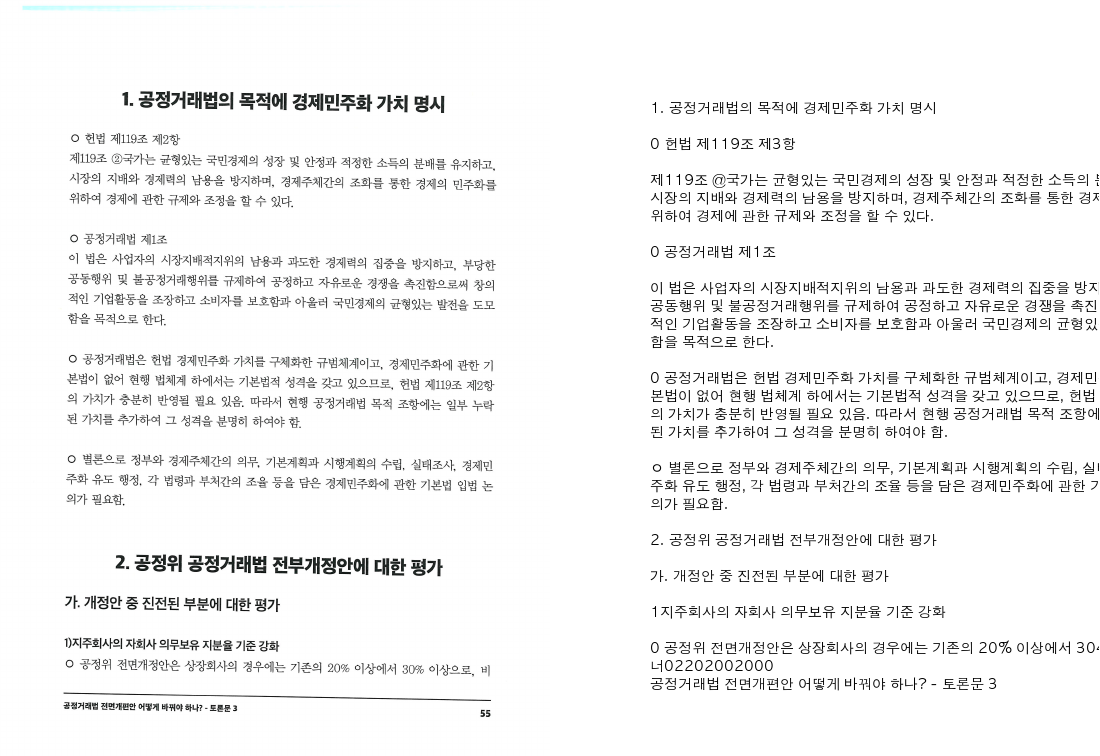 1. 공정거래법의 목적에 경제민주화 가치 명시
ㅇ 헌법 제119조 제2항
제119조 ②국가는 균형있는 국민경제의 성장 및 안정과 적정한 소득의 분배를 유지하고,
시장의 지배와 경제력의 남용을 방지하며, 경제주체간의 조화를 통한 경제의 민주화를
위하여 경제에 관한 규제와 조정을 할 수 있다.
ㅇ 공정거래법 제1조
이 법은 사업자의 시장지배적지위의 남용과 과도한 경제력의 집중을 방지하고, 부당한
공동행위 및 불공정거래행위를 규제하여 공정하고 자유로운 경쟁을 촉진함으로써 창의
적인 기업활동을 조장하고 소비자를 보호함과 아울러 국민경제의 균형있는 발전을 도모
함을 목적으로 한다.
ㅇ 공정거래법은 헌법 경제민주화 가치를 구체화한 규범체계이고, 경제민주화에 관한 기
본법이 없어 현행 법체계 하에서는 기본법적 성격을 갖고 있으므로, 헌법 제119조 제2항
의 가치가 충분히 반영될 필요 있음. 따라서 현행 공정거래법 목적 조항에는 일부 누락
된 가치를 추가하여 그 성격을 분명히 하여야 함.
ㅇ 별론으로 정부와 경제주체간의 의무, 기본계획과 시행계획의 수립, 실태조사, 경제민
주화 유도 행정, 각 법령과 부처간의 조율 등을 담은 경제민주화에 관한 기본법 입법 논
의가 필요함.
2. 공정위 공정거래법 전부개정안에 대한 평가
가. 개정안 중 진전된 부분에 대한 평가
1)지주회사의 자회사 의무보유 지분율 기준 강화
ㅇ 공정위 전면개정안은 상장회사의 경우에는 기존의 20% 이상에서 30% 이상으로, 비
공정거래법 전면개편안 어떻게 바꿔야 하나? - 토론문 3
55
1. 공정거래법의 목적에 경제민주화 가치 명시
0 헌법 제119조 제3항
제119조 @국가는 균형있는 국민경제의 성장 및 안정과 적정한 소득의
시장의 지배와 경제력의 남용을 방지하며, 경제주체간의 조화를 통한
위하여 경제에 관한 규제와 조정을 할 수 있다.
0 공정거래법 제1조
이 법은 사업자의 시장지배적지위의 남용과 과도한 경제력의 집중을
공동행위 및 불공정거래행위를 규제하여 공정하고 자유로운 경쟁을 촉진
적인 기업활동을 조장하고 소비자를 보호함과 아울러 국민경제의
함을 목적으로 한다.
0 공정거래법은 헌법 경제민주화 가치를 구체화한 규범체계이고, 경제민
본법이 없어 현행 법체계 하에서는 기본법적 성격을 갖고 있으므로, 헌법
의 가치가 충분히 반영될 필요 있음. 따라서 현행 공정거래법 목적 조항에
된 가치를 추가하여 그 성격을 분명히 하여야 함.
ㅇ 별론으로 정부와 경제주체간의 의무, 기본계획과 시행계획의 수립,
주화 유도 행정, 각 법령과 부처간의 조율 등을 담은 경제민주화에 관한
의가 필요함.
2. 공정위 공정거래법 전부개정안에 대한 평가
가. 개정안 중 진전된 부분에 대한 평가
1지주회사의 자회사 의무보유 지분율 기준 강화
0 공정위 전면개정안은 상장회사의 경우에는 기존의 20% 이상에서
너02202002000
공정거래법 전면개편안 어떻게 바꿔야 하나? - 토론문 3